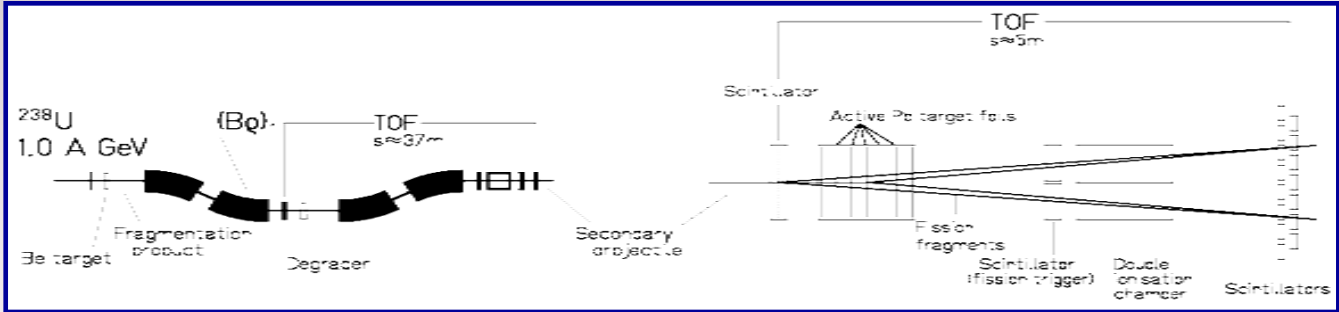 238U
1.0 A GeV
{Bϱ}
TOF
s≈37m
Be target
Fragmentation
product
Degrader
Secondary
projectile
TOF
s≈5m
Scintillator
Active Pb target foils
Fission
fragments
Scintillator
(fission trigger)
Double
ionisation
chamber
Scintillators